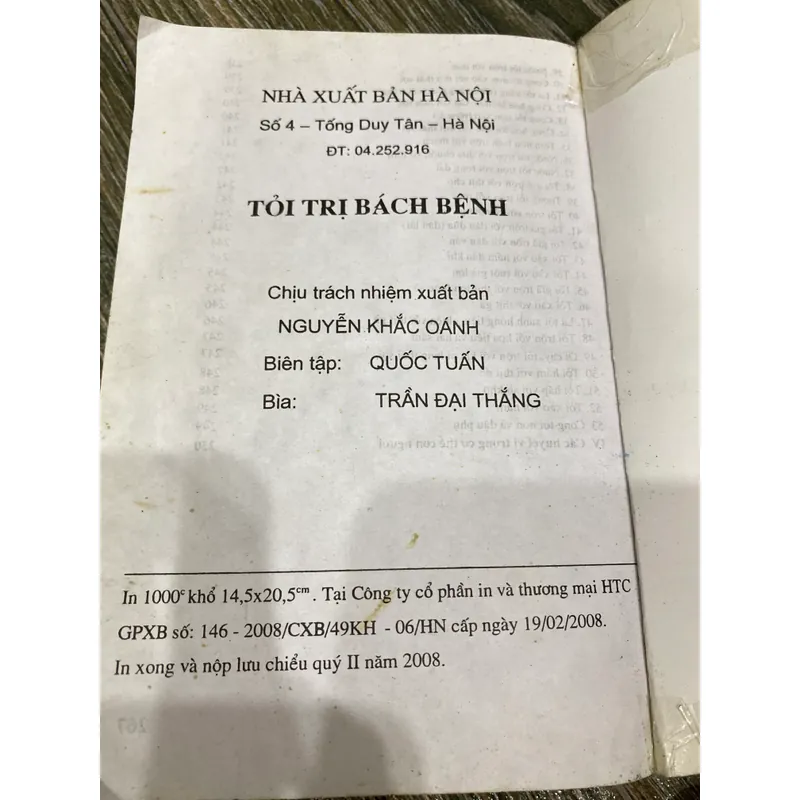 NHÀ XUẤT BẢN HÀ NỘI
Số 4 – Tống Duy Tân – Hà Nội
ĐT: 04.252.916
TỎI TRỊ BÁCH BỆNH
Chịu trách nhiệm xuất bản
NGUYỄN KHẮC OÁNH
Biên tập: QUỐC TUẤN
Bìa: TRẦN ĐẠI THẮNG
In 1000ᶜ khổ 14,5x20,5ᶜᵐ. Tại Công ty cổ phần in và thương mại HTC
GPXB số: 146 - 2008/CXB/49KH - 06/HN cấp ngày 19/02/2008.
In xong và nộp lưu chiểu quý II năm 2008.